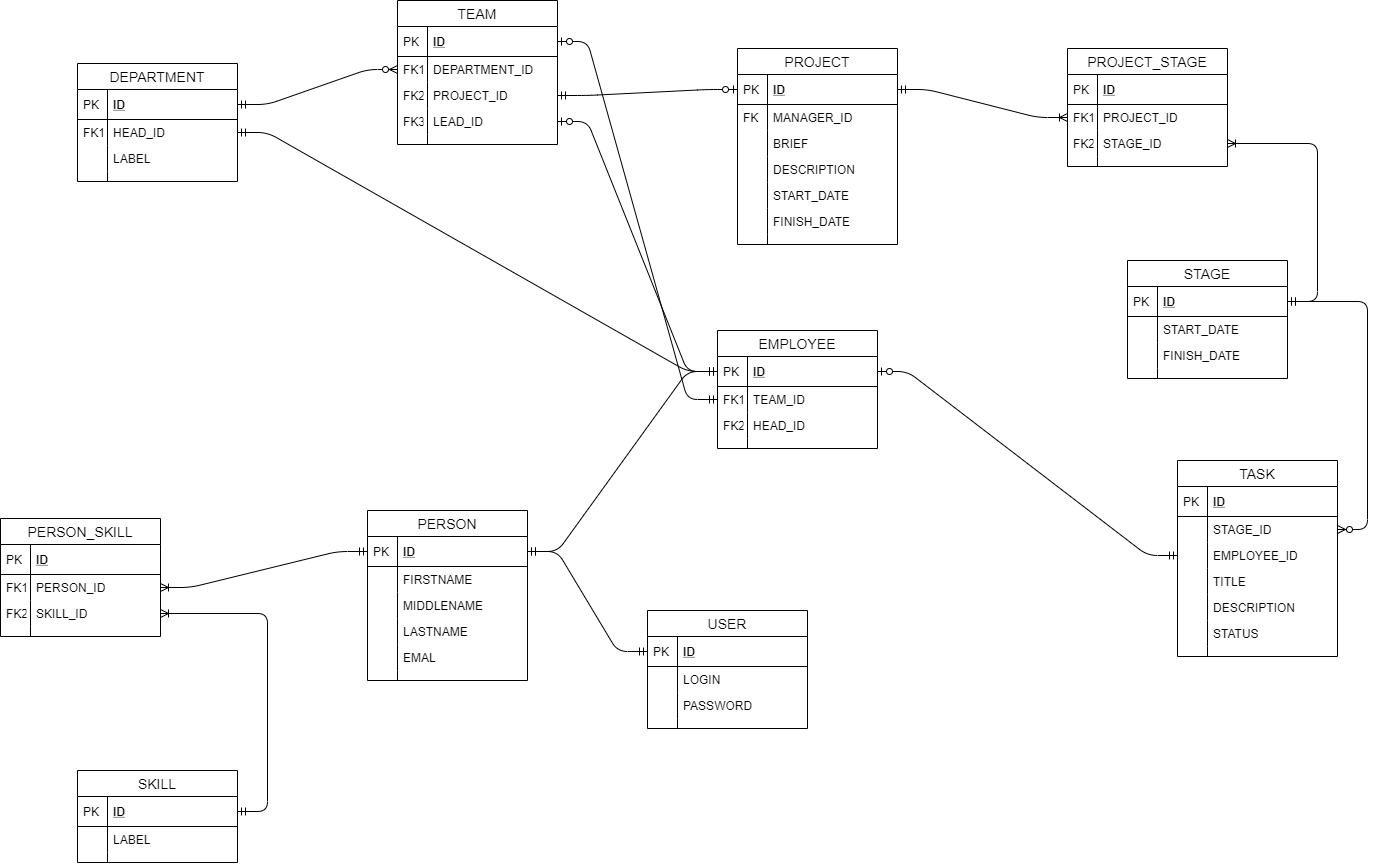 TEAM
PK ID
FK1 DEPARTMENT_ID
FK2 PROJECT_ID
FK3 LEAD_ID
DEPARTMENT
PK ID
FK1 HEAD_ID
LABEL
PROJECT
PK ID
FK MANAGER_ID
BRIEF
DESCRIPTION
START_DATE
FINISH_DATE
PROJECT_STAGE
PK ID
FK1 PROJECT_ID
FK2 STAGE_ID
STAGE
PK ID
START_DATE
FINISH_DATE
EMPLOYEE
PK ID
FK1 TEAM_ID
FK2 HEAD_ID
TASK
PK ID
STAGE_ID
EMPLOYEE_ID
TITLE
DESCRIPTION
STATUS
PERSON_SKILL
PK ID
FK1 PERSON_ID
FK2 SKILL_ID
PERSON
PK ID
FIRSTNAME
MIDDLENAME
LASTNAME
EMAL
USER
PK ID
LOGIN
PASSWORD
SKILL
PK ID
LABEL